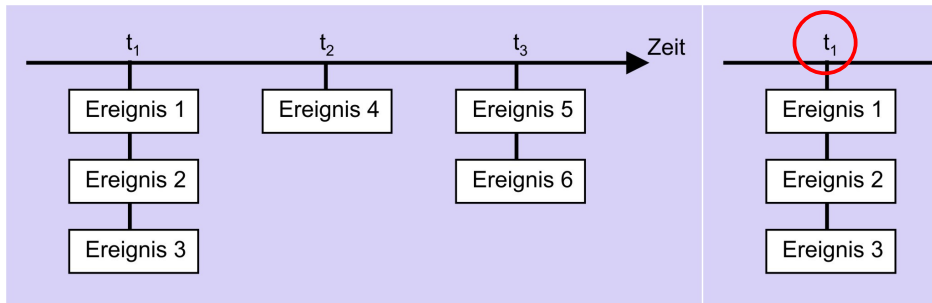 t₁ t₂ t₃ Zeit
Ereignis 1 Ereignis 4 Ereignis 5
Ereignis 2 Ereignis 6
Ereignis 3
t₁
Ereignis 1
Ereignis 2
Ereignis 3